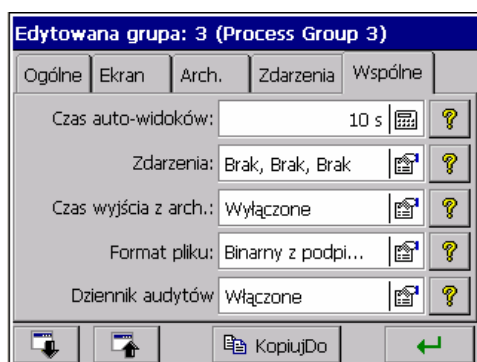 Edytowana grupa: 3 (Process Group 3)
Ogólne Ekran Arch. Zdarzenia Wspólne
Czas auto-widoków: 10 s
Zdarzenia: Brak, Brak, Brak
Czas wyjścia z arch.: Wyłączone
Format pliku: Binarny z podpi...
Dziennik audytów Włączone
KopiujDo